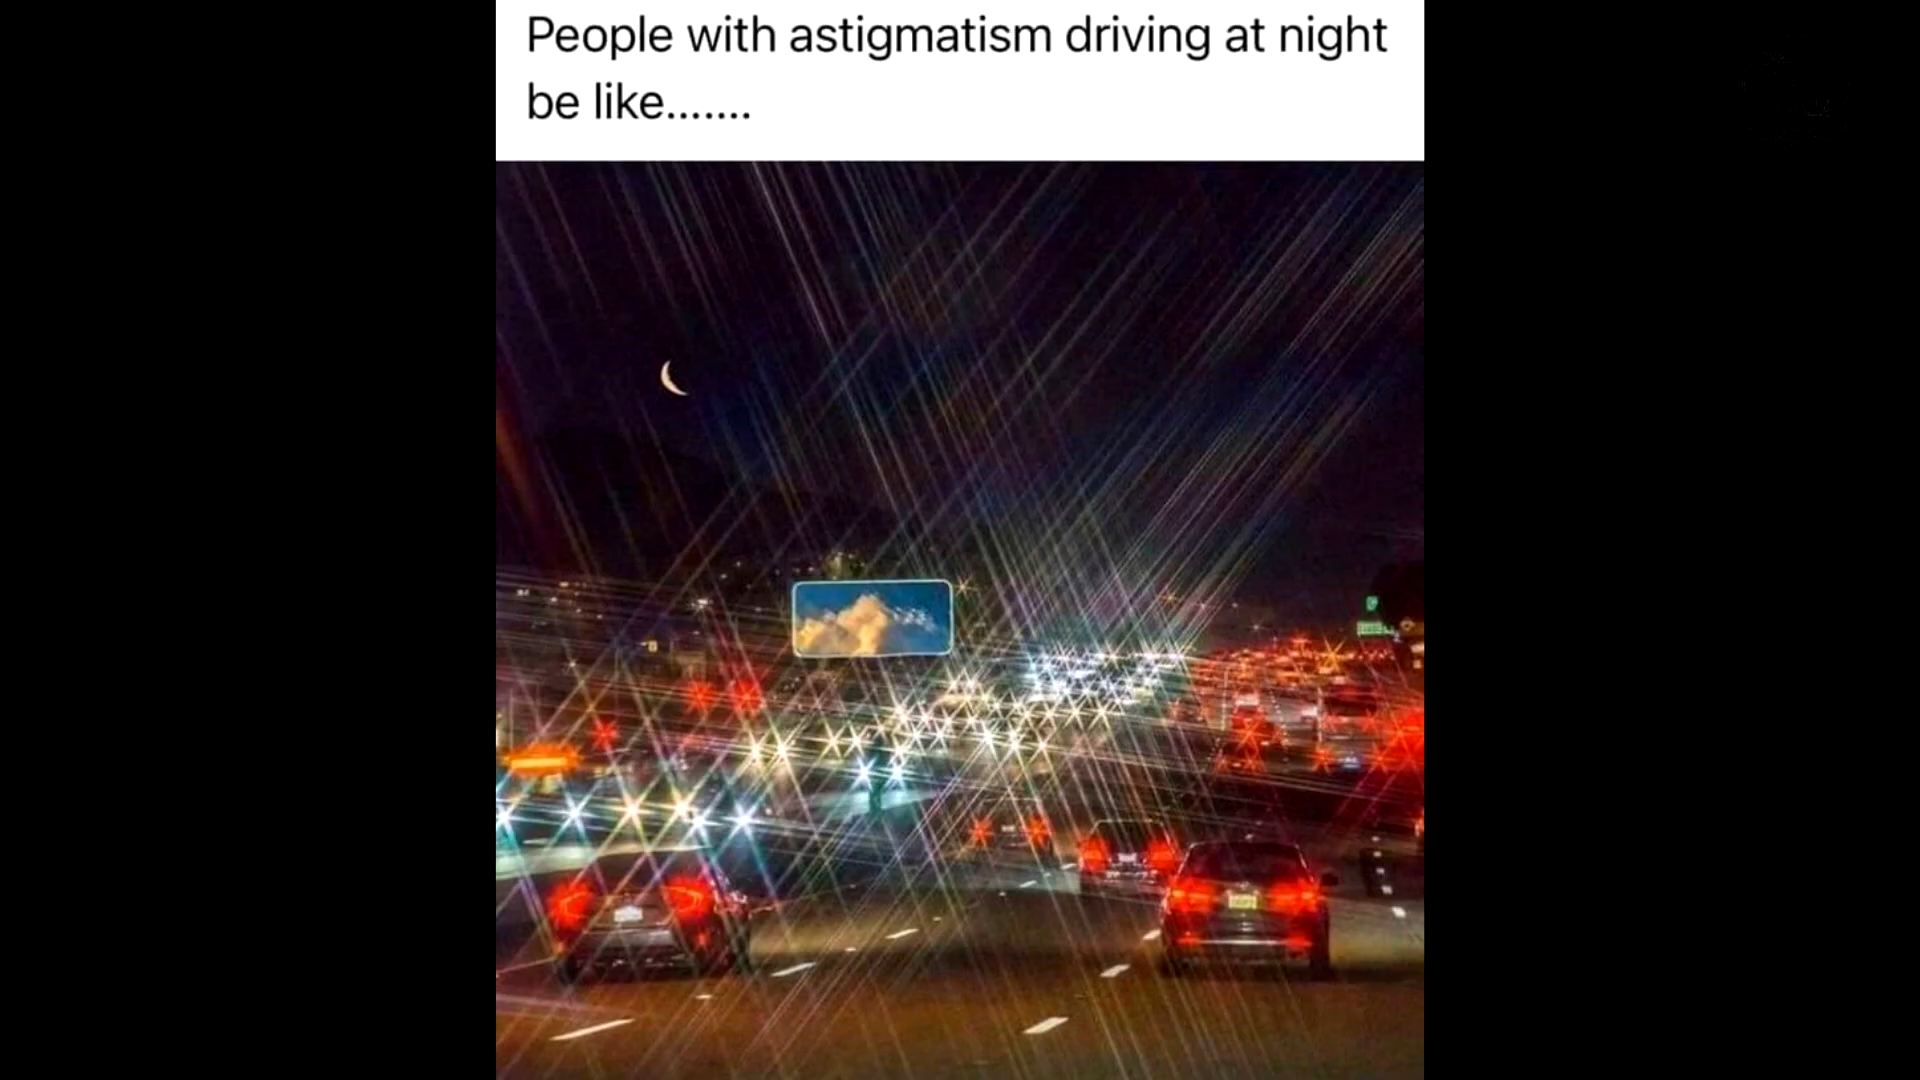 People with astigmatism driving at night
be like.......